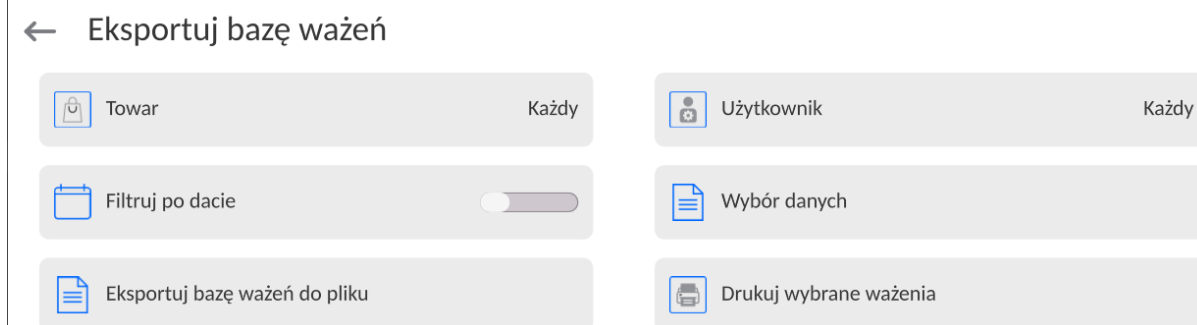 Eksportuj bazę ważeń
Towar Każdy
Użytkownik Każdy
Filtruj po dacie
Wybór danych
Eksportuj bazę ważeń do pliku
Drukuj wybrane ważenia